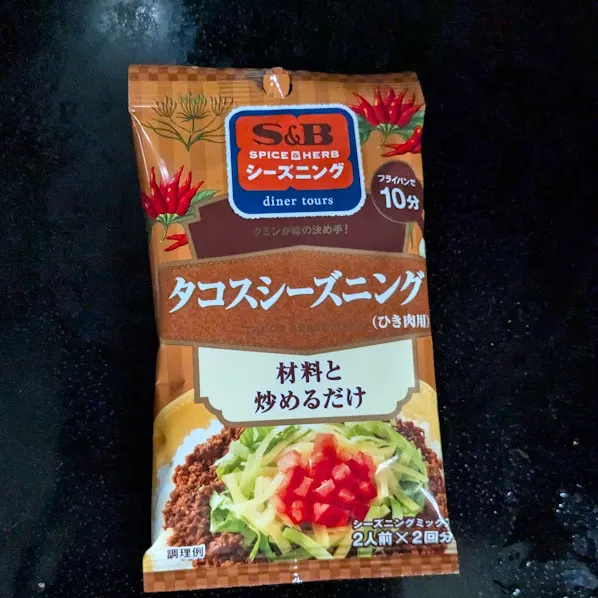 S&B
SPICE & HERB
シーズニング
diner tours
フライパンで
10分
クミンが味の決め手!
タコスシーズニング
(ひき肉用)
材料と
炒めるだけ
シーズニングミックス
2人前×2回分
調理例